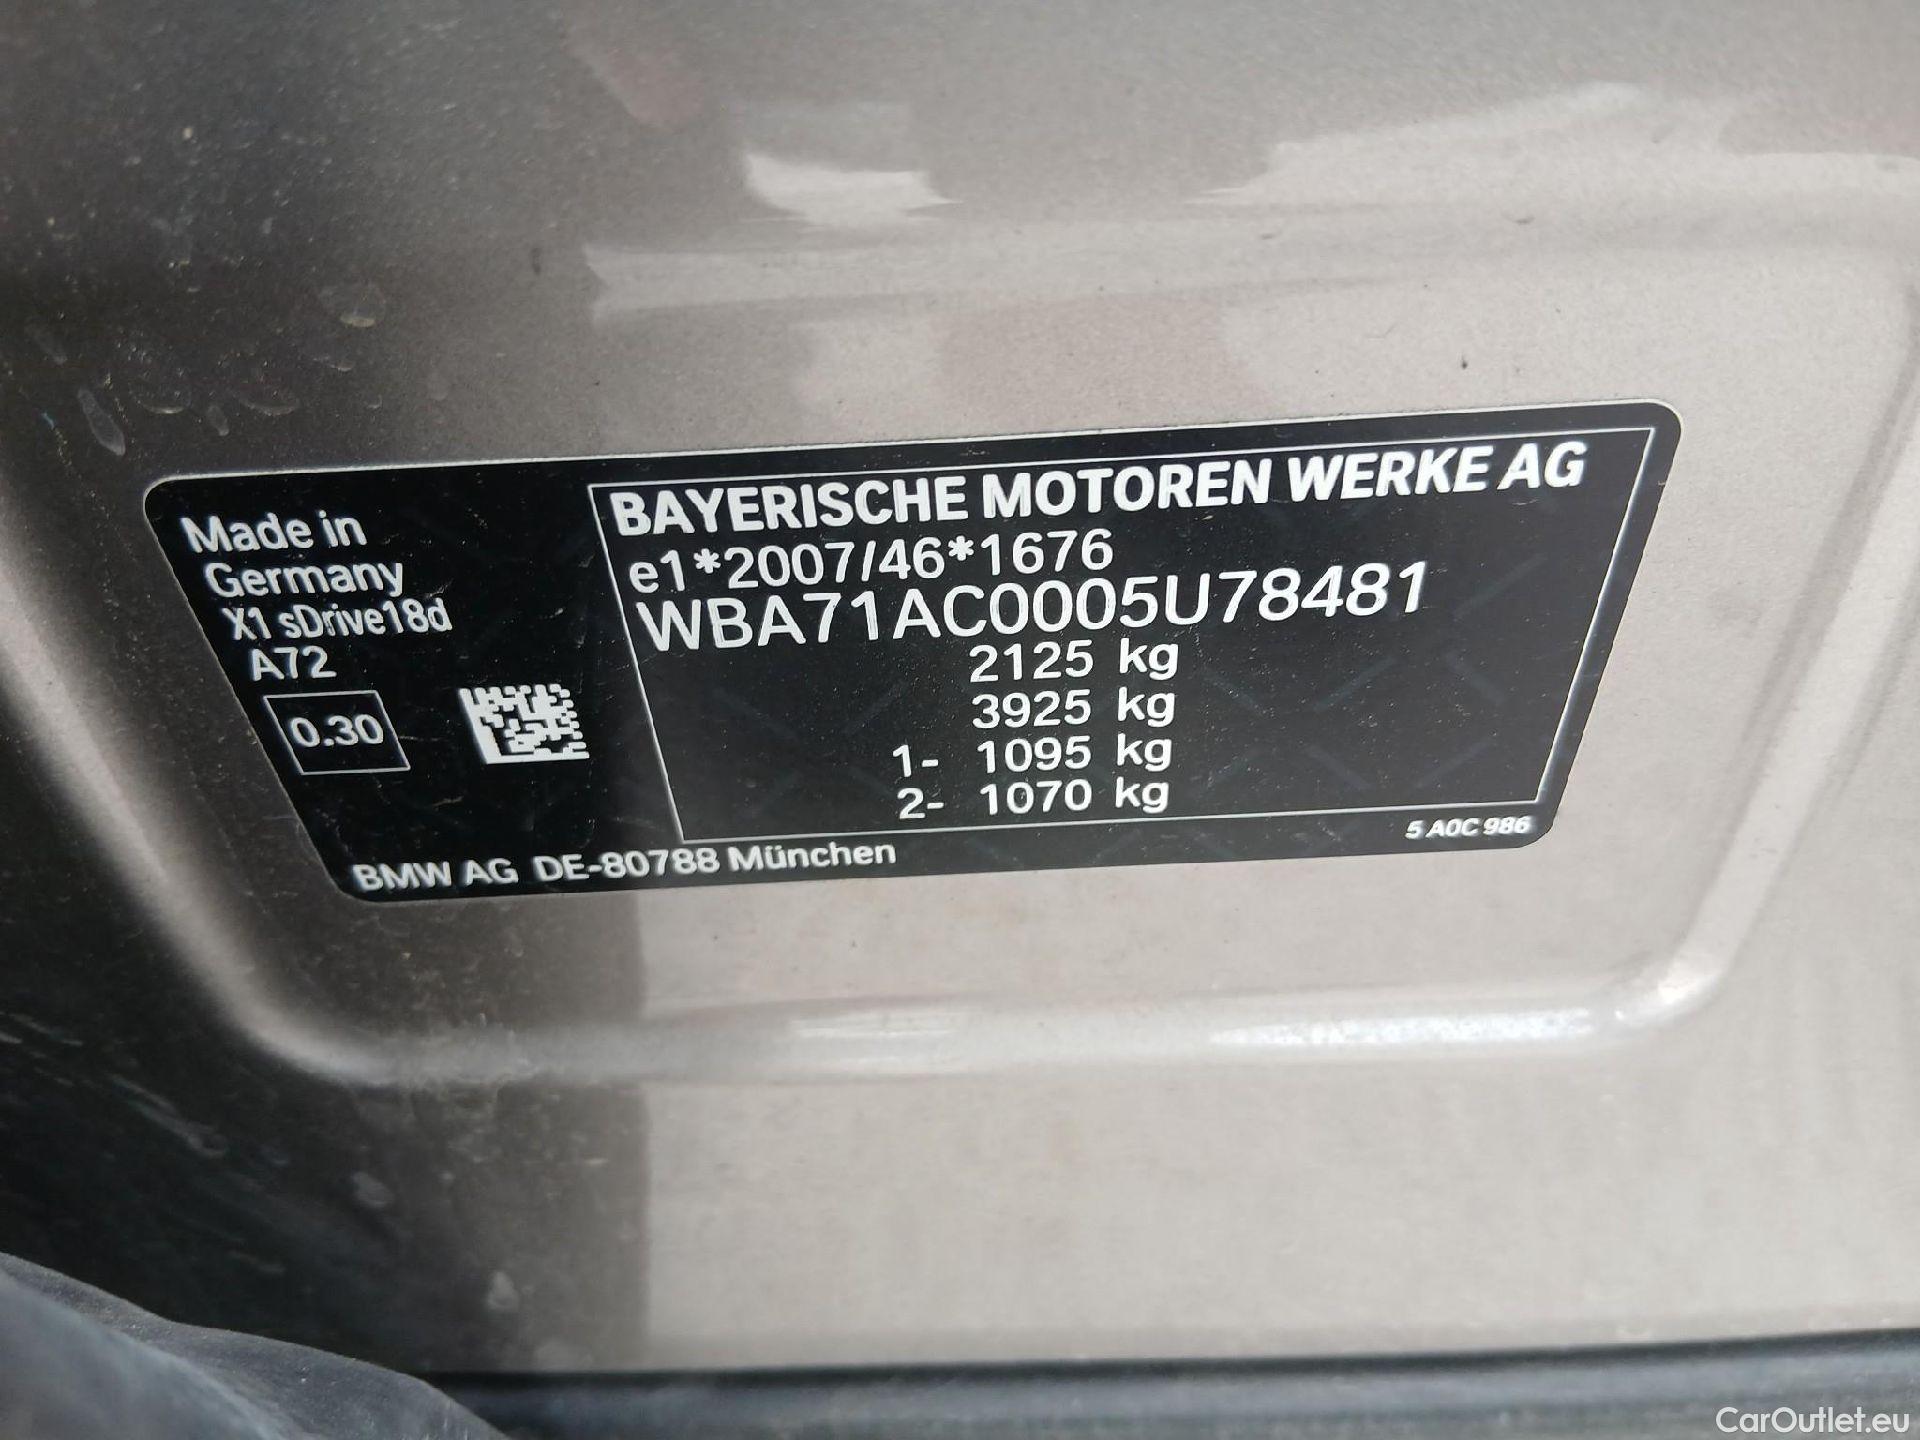 Made in
Germany
X1 sDrive18d
A72
0.30
BAYERISCHE MOTOREN WERKE AG
e1*2007/46*1676
WBA71AC0005U78481
2125 kg
3925 kg
1- 1095 kg
2- 1070 kg
5 A0C 986
BMW AG DE-80788 München
CarOutlet.eu